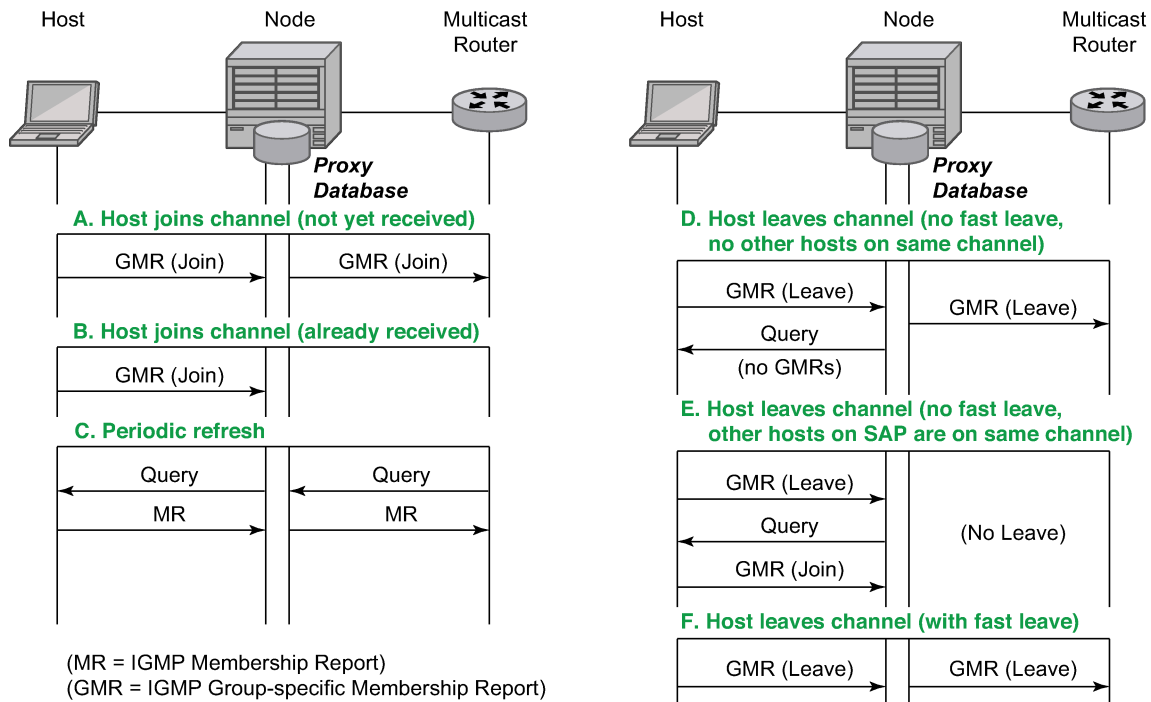 Host
Node
Multicast
Router
Proxy
Database
A. Host joins channel (not yet received)
GMR (Join)
GMR (Join)
B. Host joins channel (already received)
GMR (Join)
C. Periodic refresh
Query
Query
MR
MR
(MR = IGMP Membership Report)
(GMR = IGMP Group-specific Membership Report)
Host
Node
Multicast
Router
Proxy
Database
D. Host leaves channel (no fast leave,
no other hosts on same channel)
GMR (Leave)
GMR (Leave)
Query
(no GMRs)
E. Host leaves channel (no fast leave,
other hosts on SAP are on same channel)
GMR (Leave)
Query
(No Leave)
GMR (Join)
F. Host leaves channel (with fast leave)
GMR (Leave)
GMR (Leave)